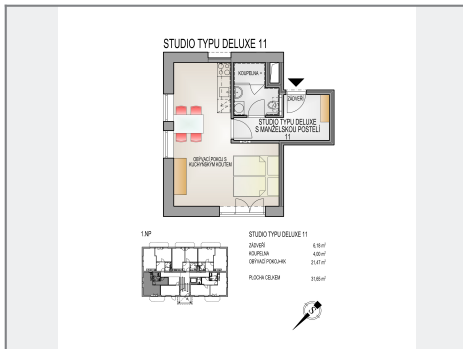 STUDIO TYPU DELUXE 11
KOUPELNA
ZÁDVEŘÍ
STUDIO TYPU DELUXE
S MANŽELSKOU POSTELÍ
11
OBÝVACÍ POKOJ S
KUCHYŇSKÝM KOUTEM
1.NP
STUDIO TYPU DELUXE 11
ZÁDVEŘÍ 6,18 m²
KOUPELNA 4,00 m²
OBÝVACÍ POKOJ+KK 21,47 m²
PLOCHA CELKEM 31,65 m²
S